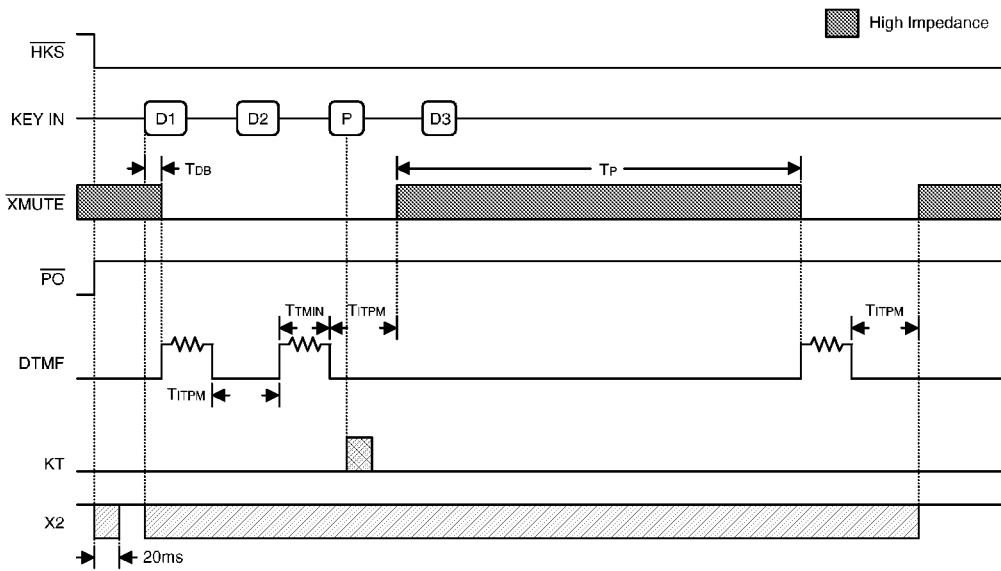 High Impedance
HKS
KEY IN
D1
D2
P
D3
TDB
TP
XMUTE
PO
TTMIN
TITPM
TITPM
DTMF
TITPM
KT
X2
20ms